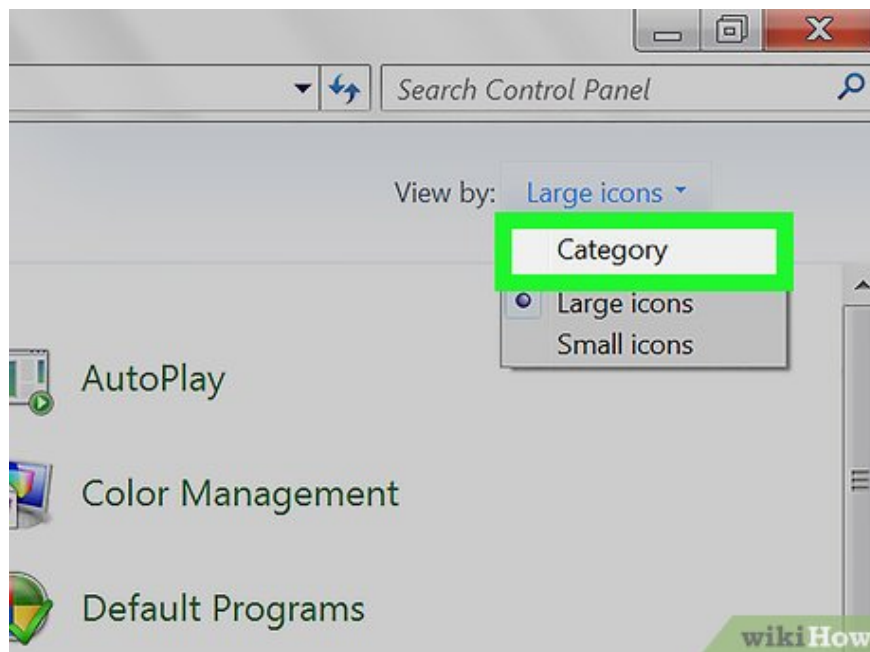 Search Control Panel
View by: Large icons
Category
Large icons
Small icons
AutoPlay
Color Management
Default Programs
wikiHow